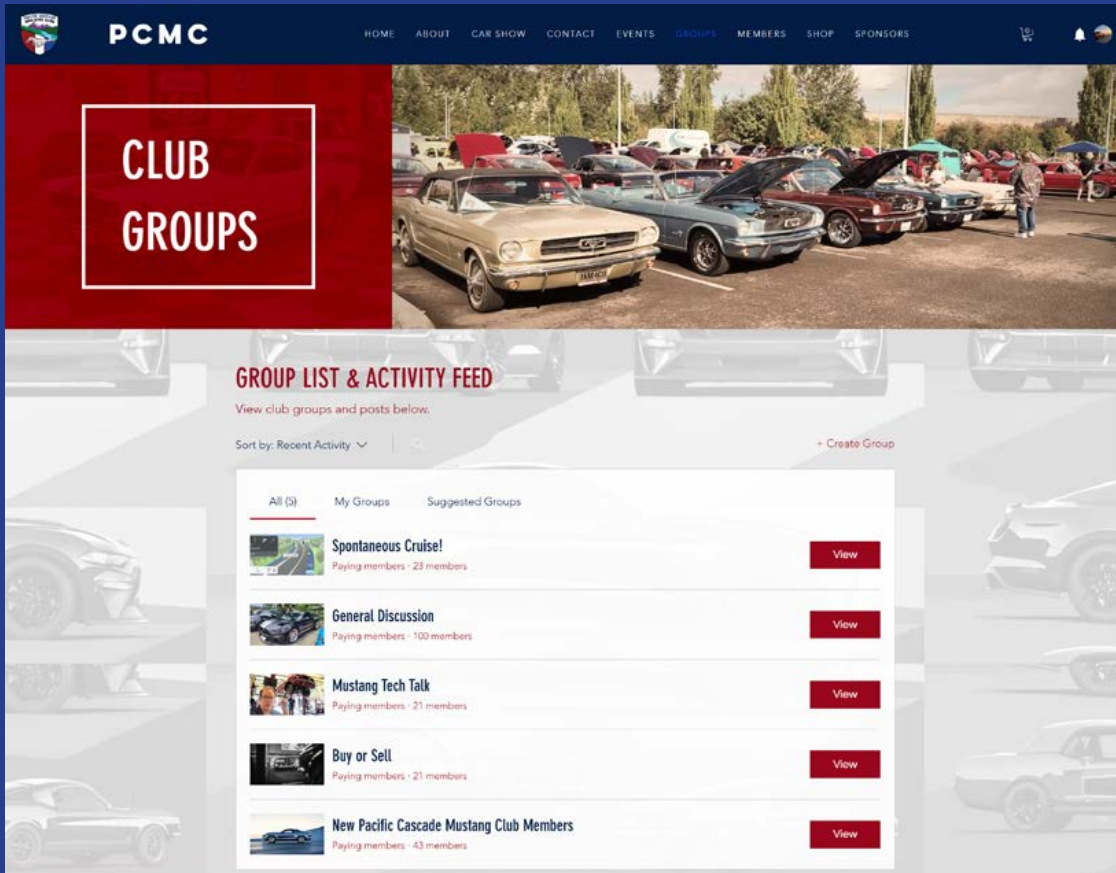 PCMC
HOME ABOUT CAR SHOW CONTACT EVENTS GROUPS MEMBERS SHOP SPONSORS
CLUB
GROUPS
GROUP LIST & ACTIVITY FEED
View club groups and posts below.
Sort by: Recent Activity
+ Create Group
All (5) My Groups Suggested Groups
Spontaneous Cruise!
Paying members · 23 members
View
General Discussion
Paying members · 100 members
View
Mustang Tech Talk
Paying members · 21 members
View
Buy or Sell
Paying members · 21 members
View
New Pacific Cascade Mustang Club Members
Paying members · 43 members
View